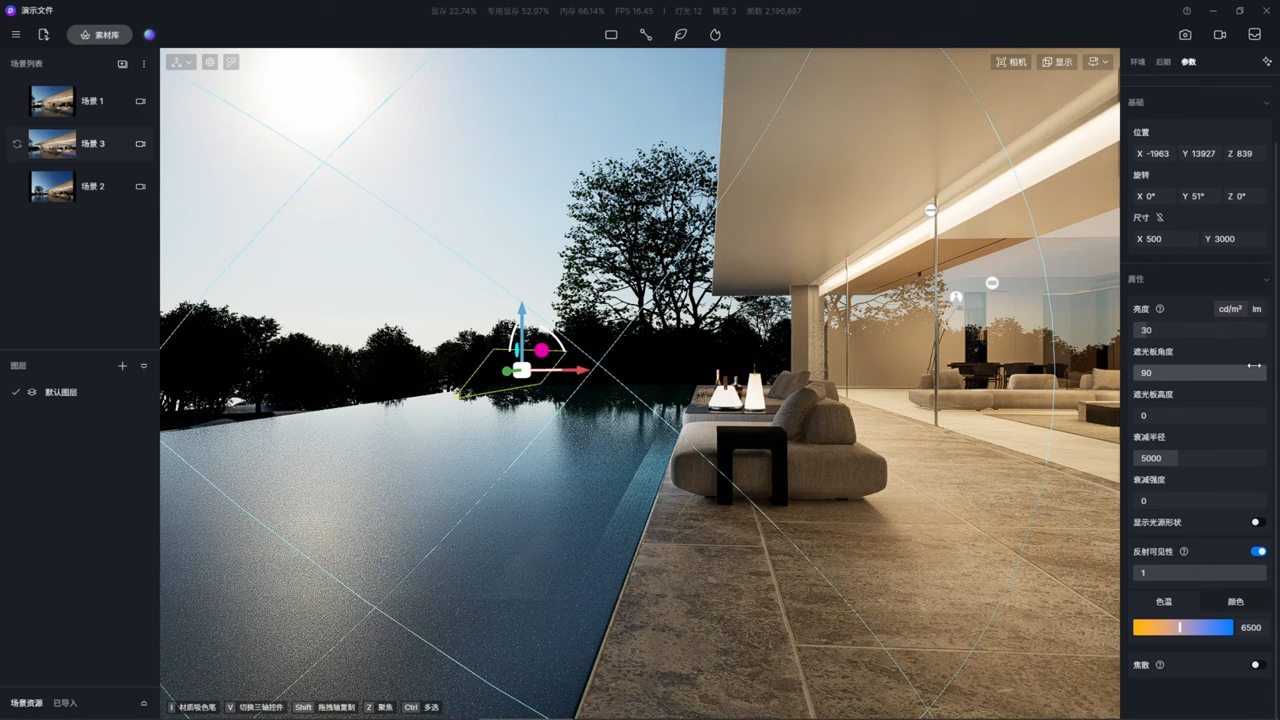 演示文件
显存 22.74% 专用显存 52.97% 内存 66.14% FPS 16.45 | 灯光 12 模型 3 面数 2,196,887
素材库
场景列表
场景 1
场景 3
场景 2
图层
默认图层
场景资源 已导入
相机
显示
I 材质吸色笔 V 切换三轴控件 Shift 拖拽轴复制 Z 聚焦 Ctrl 多选
环境 后期 参数
基础
位置
X -1963 Y 13927 Z 839
旋转
X 0° Y 51° Z 0°
尺寸
X 500 Y 3000
属性
亮度 cd/m² lm
30
遮光板角度
90
遮光板高度
0
衰减半径
5000
衰减强度
0
显示光源形状
反射可见性
1
色温 颜色
6500
焦散